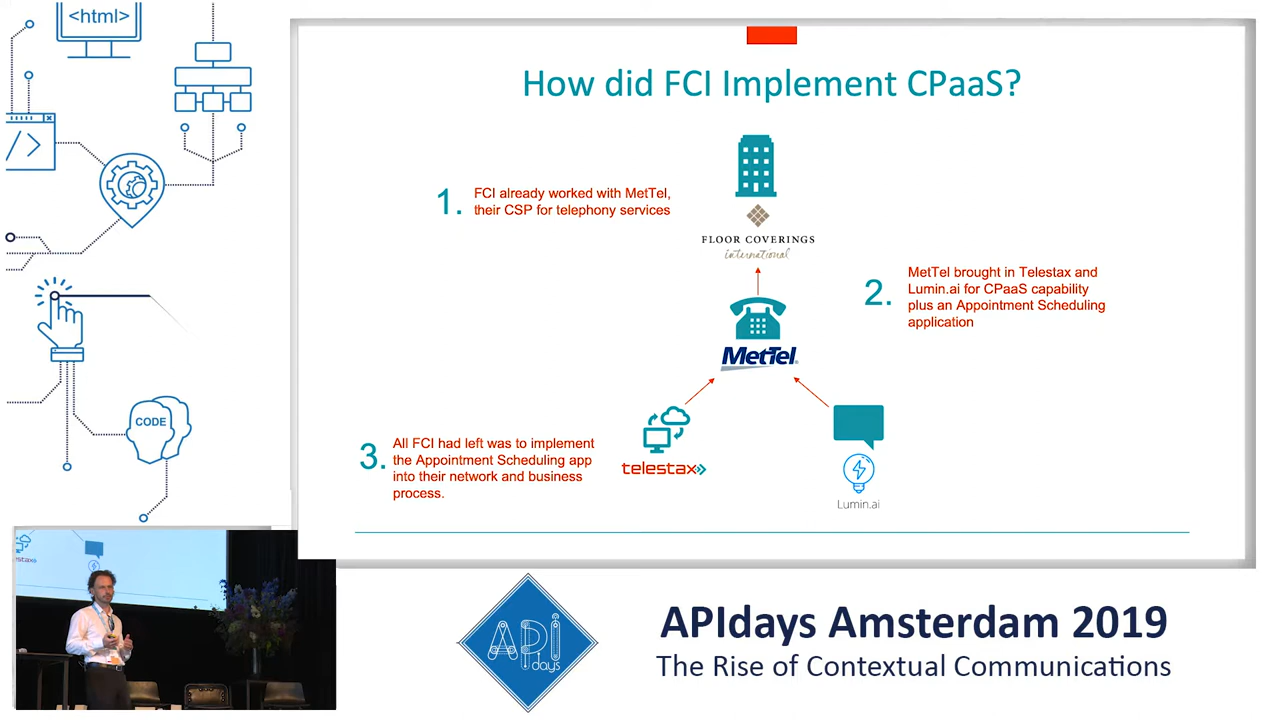 <html>
</>
CODE
How did FCI Implement CPaaS?
1.
FCI already worked with MetTel,
their CSP for telephony services
FLOOR COVERINGS
international
2.
MetTel brought in Telestax and
Lumin.ai for CPaaS capability
plus an Appointment Scheduling
application
MetTel
3.
All FCI had left was to implement
the Appointment Scheduling app
into their network and business
process.
telestax
Lumin.ai
API
days
APIdays Amsterdam 2019
The Rise of Contextual Communications